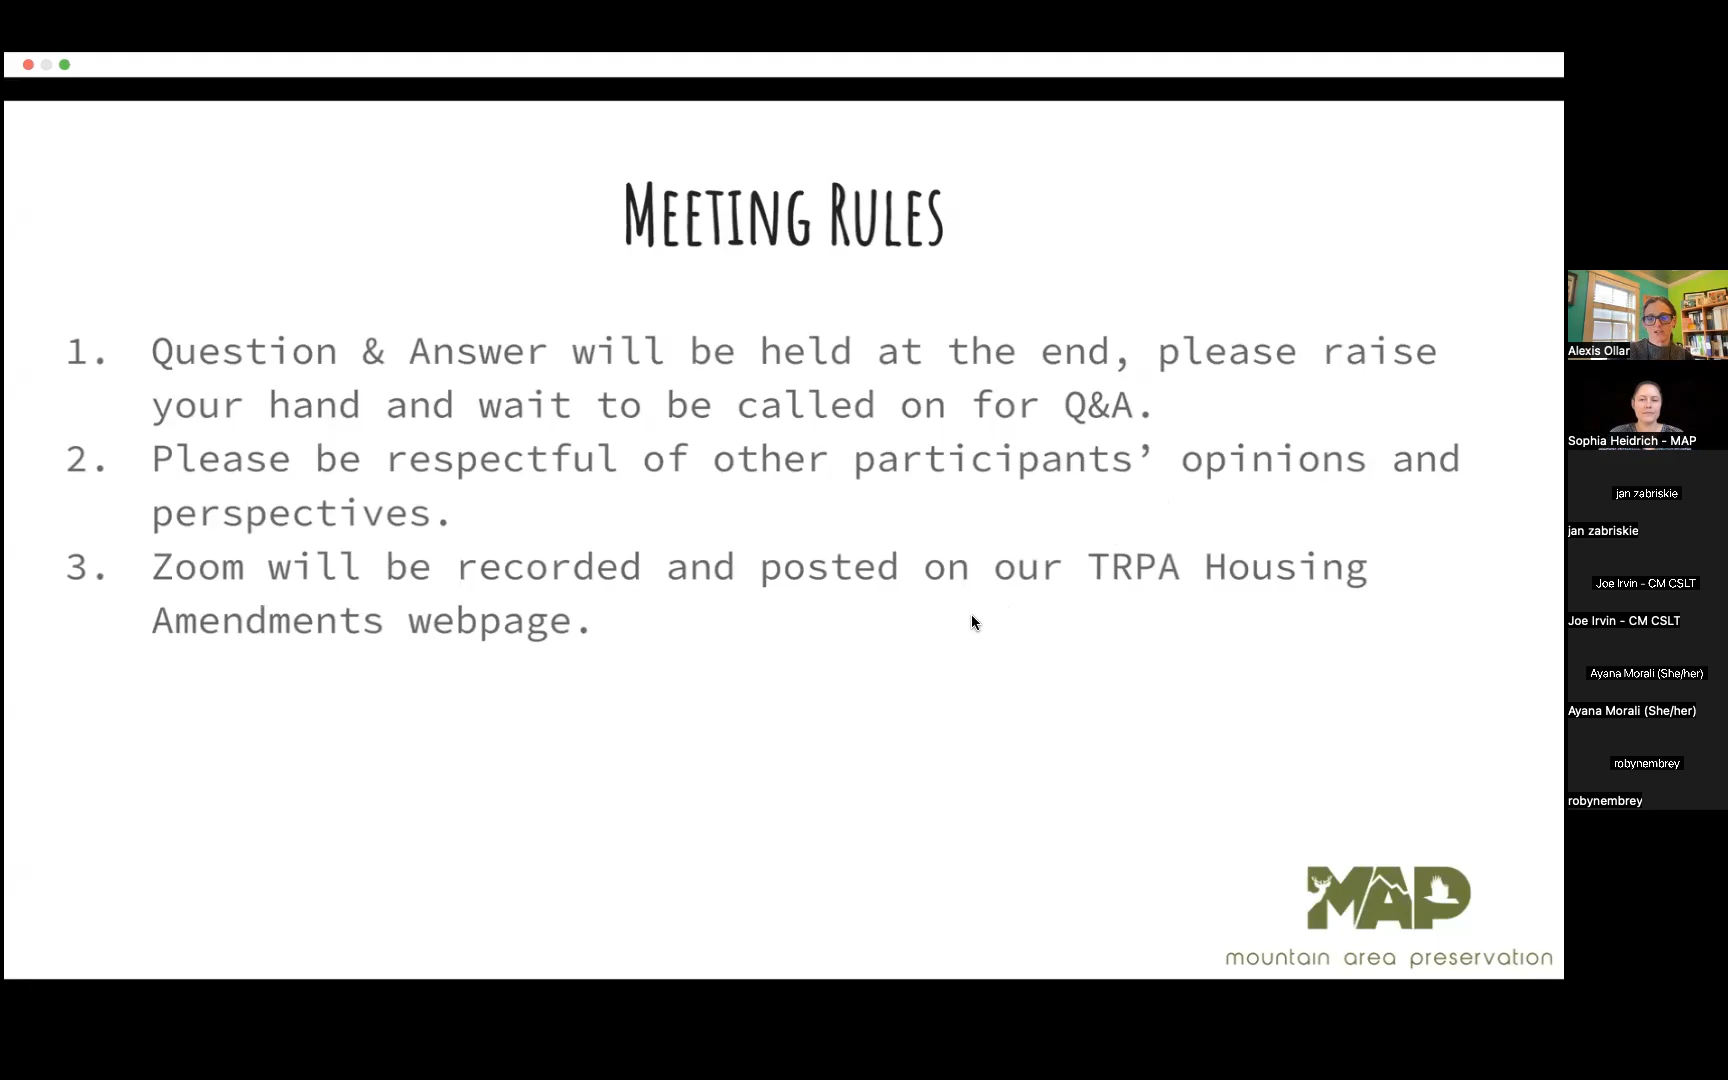 Meeting Rules
1. Question & Answer will be held at the end, please raise
your hand and wait to be called on for Q&A.
2. Please be respectful of other participants’ opinions and
perspectives.
3. Zoom will be recorded and posted on our TRPA Housing
Amendments webpage.
MAP
mountain area preservation
Alexis Ollar
Sophia Heidrich - MAP
jan zabriskie
jan zabriskie
Joe Irvin - CM CSLT
Joe Irvin - CM CSLT
Ayana Morali (She/her)
Ayana Morali (She/her)
robynembrey
robynembrey